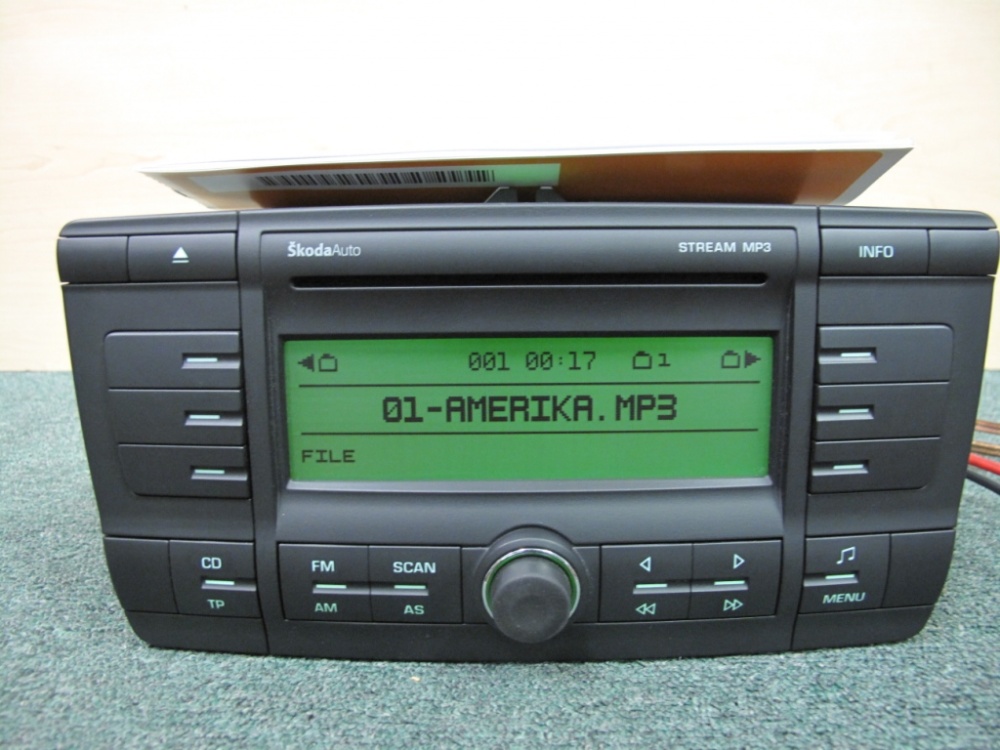 ŠkodaAuto
STREAM MP3
INFO
001 00:17
1
01-AMERIKA.MP3
FILE
CD
TP
FM
AM
SCAN
AS
MENU